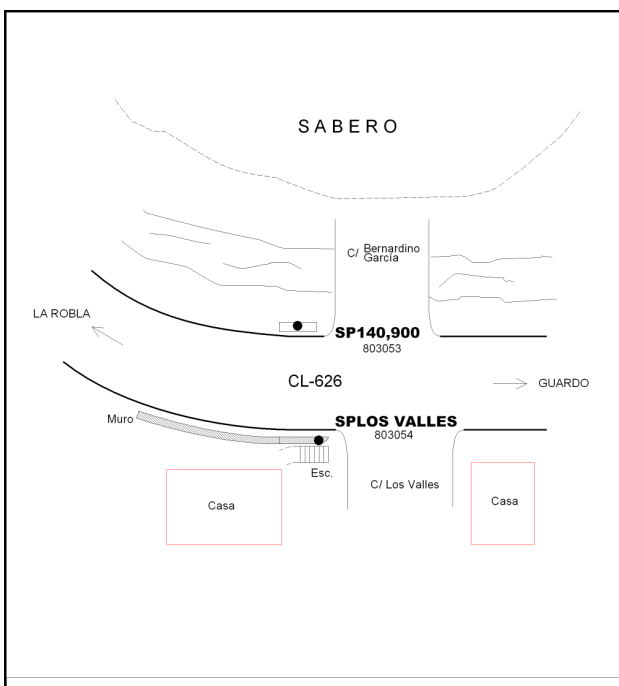 SABERO
C/ Bernardino
García
LA ROBLA
SP140,900
803053
CL-626
GUARDO
Muro
SPLOS VALLES
803054
Esc.
C/ Los Valles
Casa
Casa